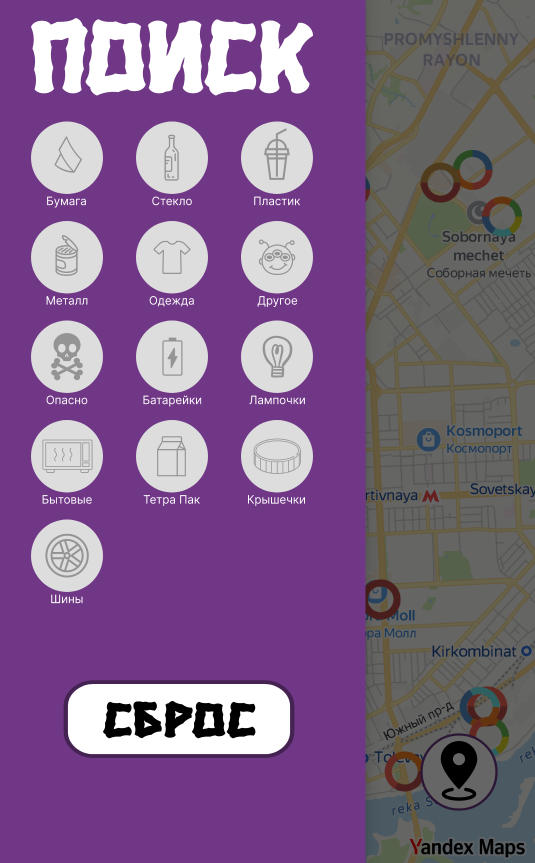 ПОИСК
Бумага
Стекло
Пластик
Металл
Одежда
Другое
Опасно
Батарейки
Лампочки
Бытовые
Тетра Пак
Крышечки
Шины
СБРОС
PROMYSHLENNY
RAYON
Sobornaya
mechet
Соборная мечеть
Kosmoport
Космопорт
rtivnaya
Sovetskay
Moll
ора Молл
Kirkombinat
Южный пр-д
reka S
Yandex Maps